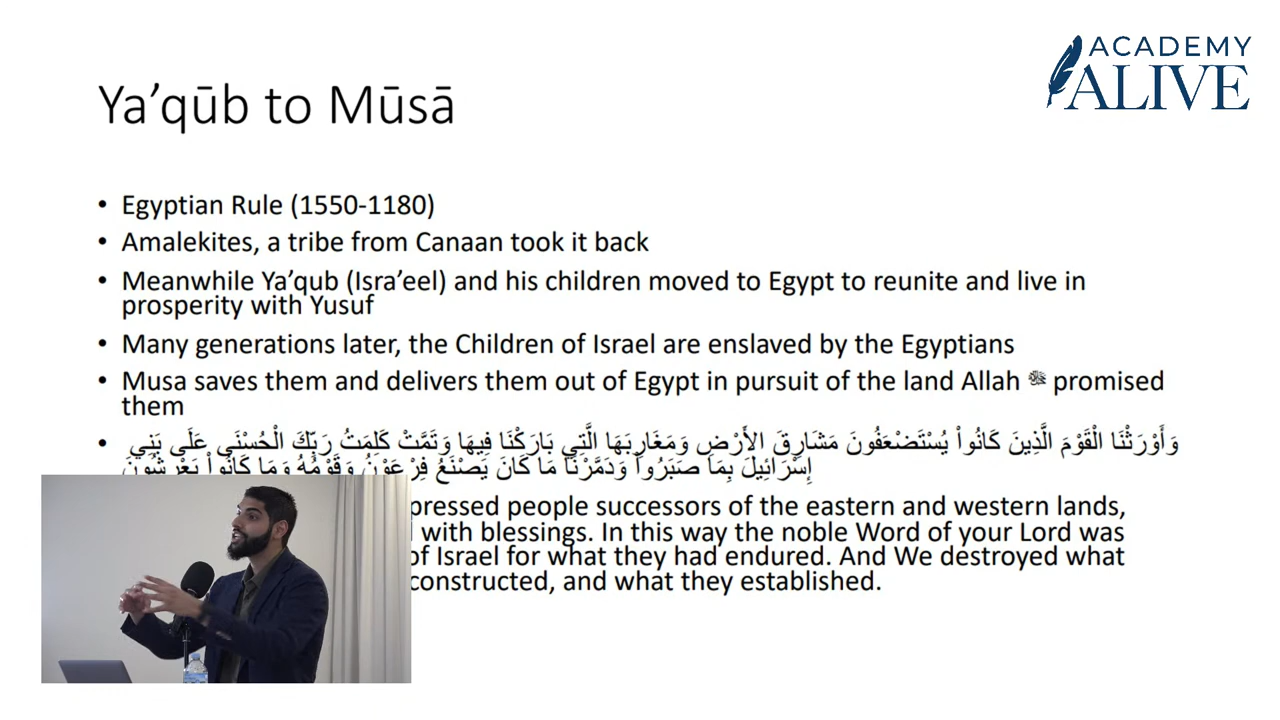 ACADEMY
ALIVE
Ya’qūb to Mūsā
• Egyptian Rule (1550-1180)
• Amalekites, a tribe from Canaan took it back
• Meanwhile Ya’qub (Isra’eel) and his children moved to Egypt to reunite and live in
prosperity with Yusuf
• Many generations later, the Children of Israel are enslaved by the Egyptians
• Musa saves them and delivers them out of Egypt in pursuit of the land Allah ﷻ promised
them
• وَأَوْرَثْنَا الْقَوْمَ الَّذِينَ كَانُواْ يُسْتَضْعَفُونَ مَشَارِقَ الأَرْضِ وَمَغَارِبَهَا الَّتِي بَارَكْنَا فِيهَا وَتَمَّتْ كَلِمَتُ رَبِّكَ الْحُسْنَى عَلَى بَنِي
إِسْرَائِيلَ بِمَا صَبَرُواْ وَدَمَّرْنَا مَا كَانَ يَصْنَعُ فِرْعَوْنُ وَقَوْمُهُ وَمَا كَانُواْ يَعْرِشُونَ
pressed people successors of the eastern and western lands,
with blessings. In this way the noble Word of your Lord was
of Israel for what they had endured. And We destroyed what
constructed, and what they established.